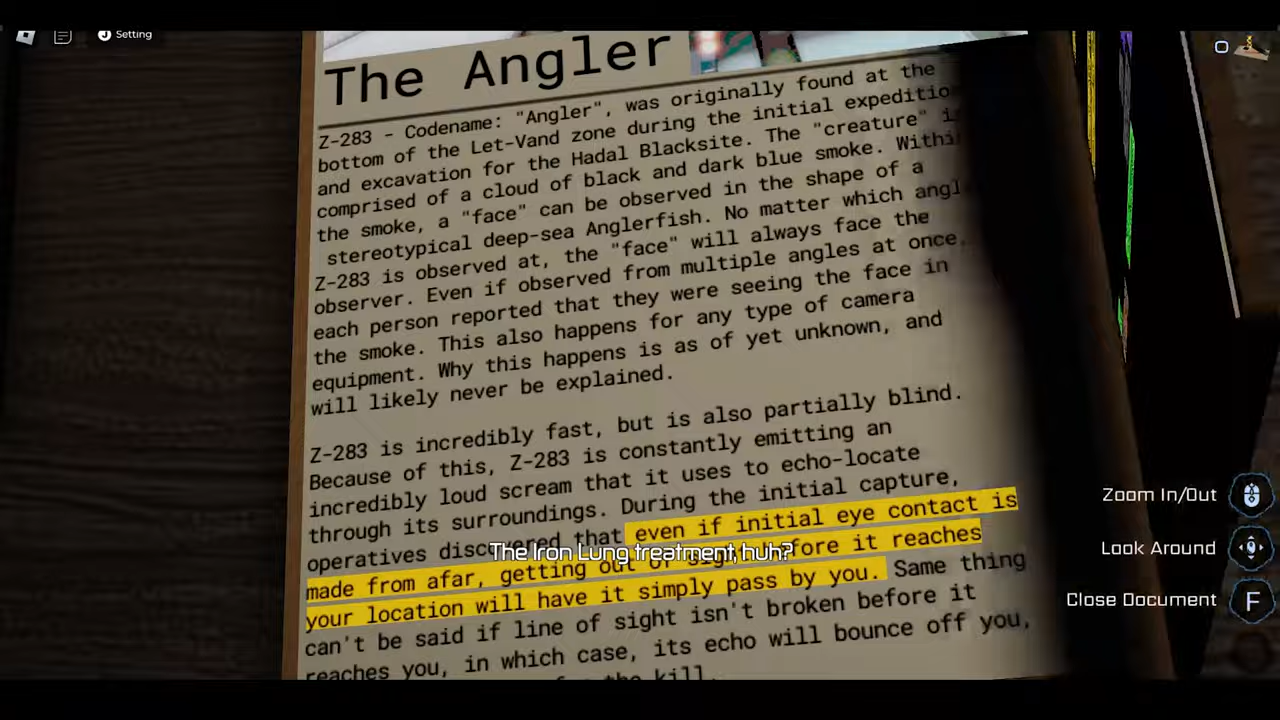 Setting
The Angler
Z-283 - Codename: "Angler", was originally found at the
bottom of the Let-Vand zone during the initial expeditio
and excavation for the Hadal Blacksite. The "creature" i
comprised of a cloud of black and dark blue smoke. Withi
the smoke, a "face" can be observed in the shape of a
stereotypical deep-sea Anglerfish. No matter which angl
Z-283 is observed at, the "face" will always face the
observer. Even if observed from multiple angles at once,
each person reported that they were seeing the face in
the smoke. This also happens for any type of camera
equipment. Why this happens is as of yet unknown, and
will likely never be explained.
Z-283 is incredibly fast, but is also partially blind.
Because of this, Z-283 is constantly emitting an
incredibly loud scream that it uses to echo-locate
through its surroundings. During the initial capture,
operatives discovered that even if initial eye contact is
made from afar, getting out of before it reaches
your location will have it simply pass by you. Same thing
can't be said if line of sight isn't broken before it
reaches you, in which case, its echo will bounce off you,
the kill.
The Iron Lung treatment, huh?
Zoom In/Out
Look Around
Close Document
F